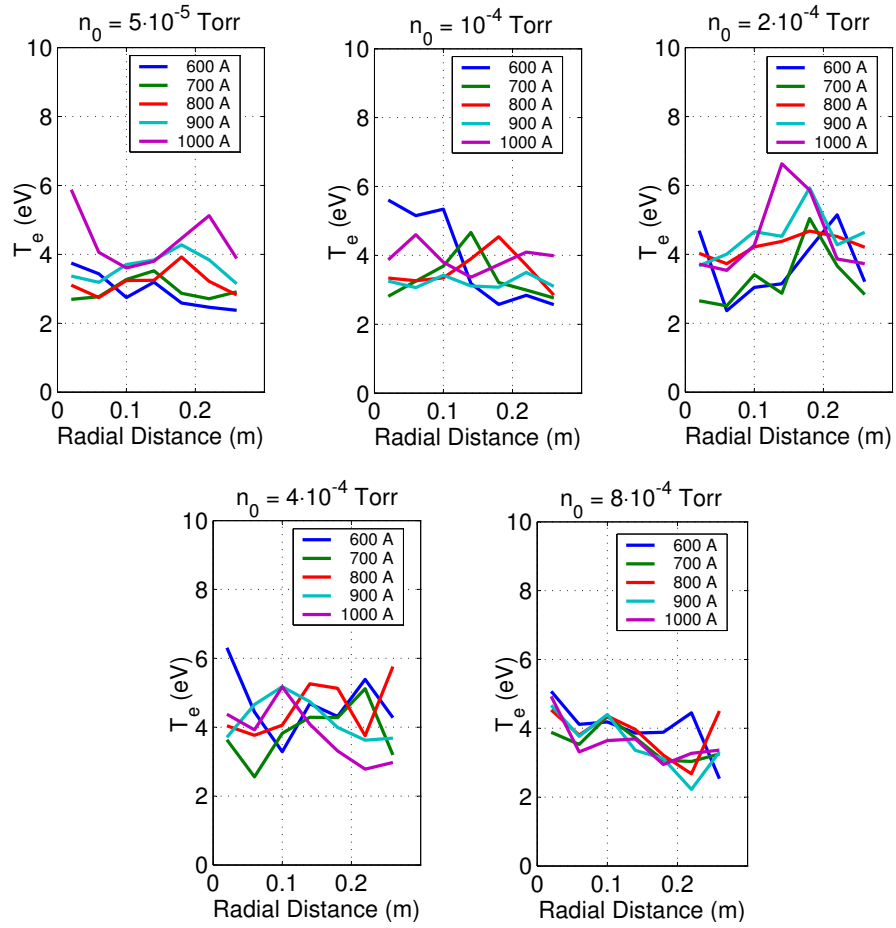 n₀ = 5·10⁻⁵ Torr
10
8
6
4
2
0
T_e (eV)
600 A
700 A
800 A
900 A
1000 A
0
0.1
0.2
Radial Distance (m)
n₀ = 10⁻⁴ Torr
10
8
6
4
2
0
T_e (eV)
600 A
700 A
800 A
900 A
1000 A
0
0.1
0.2
Radial Distance (m)
n₀ = 2·10⁻⁴ Torr
10
8
6
4
2
0
T_e (eV)
600 A
700 A
800 A
900 A
1000 A
0
0.1
0.2
Radial Distance (m)
n₀ = 4·10⁻⁴ Torr
10
8
6
4
2
0
T_e (eV)
600 A
700 A
800 A
900 A
1000 A
0
0.1
0.2
Radial Distance (m)
n₀ = 8·10⁻⁴ Torr
10
8
6
4
2
0
T_e (eV)
600 A
700 A
800 A
900 A
1000 A
0
0.1
0.2
Radial Distance (m)